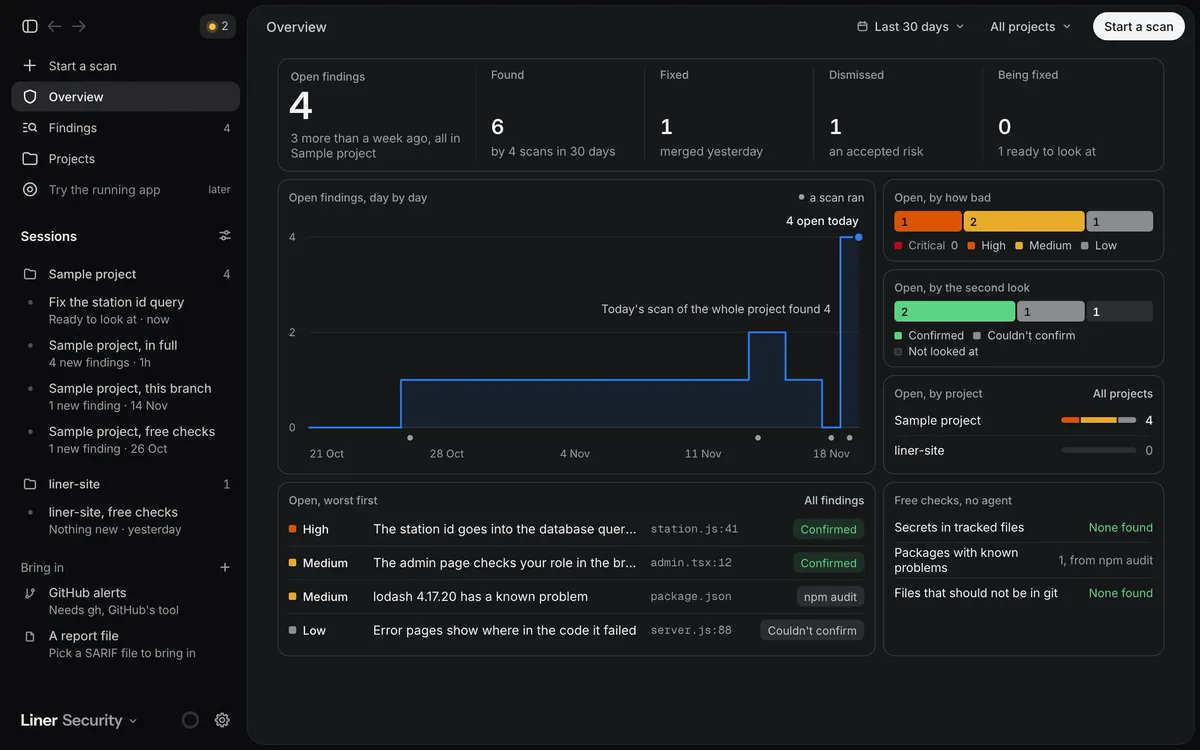 2
Start a scan
Overview
Findings 4
Projects
Try the running app later
Sessions
Sample project 4
Fix the station id query
Ready to look at · now
Sample project, in full
4 new findings · 1h
Sample project, this branch
1 new finding · 14 Nov
Sample project, free checks
1 new finding · 26 Oct
liner-site 1
liner-site, free checks
Nothing new · yesterday
Bring in
GitHub alerts
Needs gh, GitHub's tool
A report file
Pick a SARIF file to bring in
Liner Security
Overview
Last 30 days
All projects
Start a scan
Open findings
4
3 more than a week ago, all in
Sample project
Found
6
by 4 scans in 30 days
Fixed
1
merged yesterday
Dismissed
1
an accepted risk
Being fixed
0
1 ready to look at
Open findings, day by day
a scan ran
4 open today
4
Today's scan of the whole project found 4
2
0
21 Oct 28 Oct 4 Nov 11 Nov 18 Nov
Open, by how bad
1 2 1
Critical 0 High Medium Low
Open, by the second look
2 1 1
Confirmed Couldn't confirm
Not looked at
Open, by project All projects
Sample project 4
liner-site 0
Open, worst first All findings
High The station id goes into the database quer... station.js:41 Confirmed
Medium The admin page checks your role in the br... admin.tsx:12 Confirmed
Medium lodash 4.17.20 has a known problem package.json npm audit
Low Error pages show where in the code it failed server.js:88 Couldn't confirm
Free checks, no agent
Secrets in tracked files None found
Packages with known
problems 1, from npm audit
Files that should not be in git None found